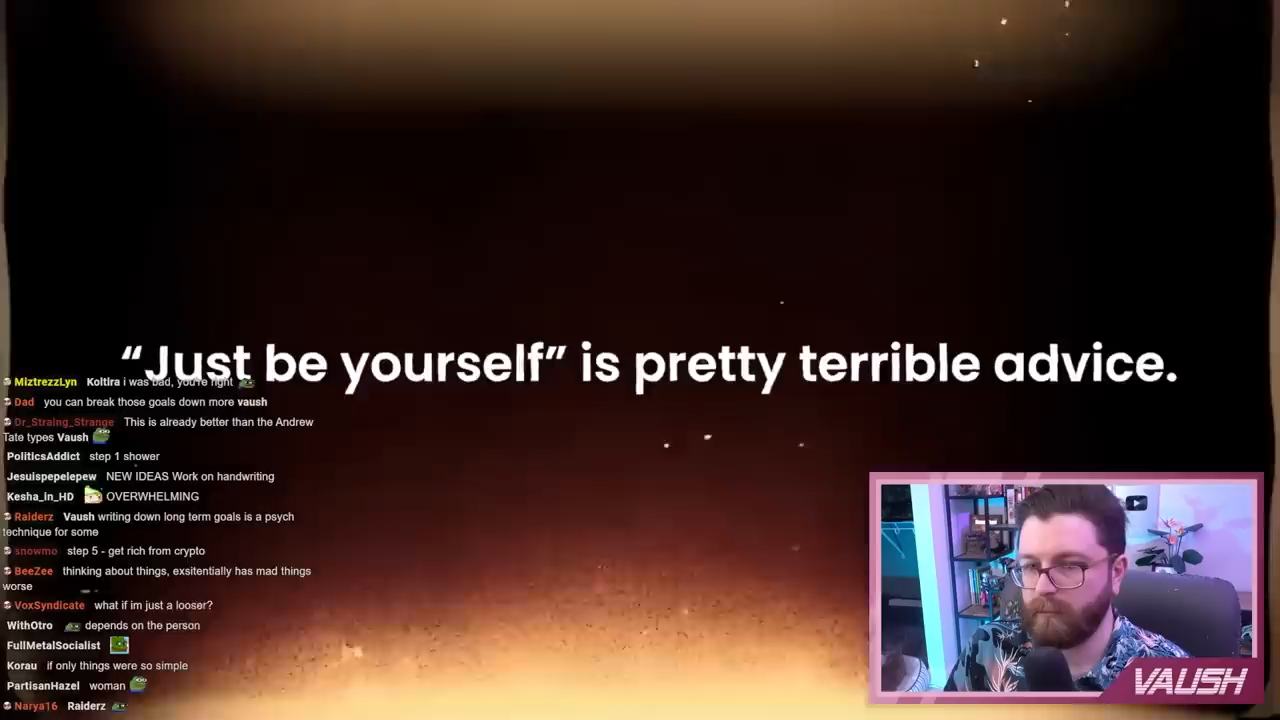 “Just be yourself” is pretty terrible advice.
MiztrezzLyn Koltira i was bad, you're right
Dad you can break those goals down more vaush
Dr_Straing_Strange This is already better than the Andrew
Tate types Vaush
PoliticsAddict step 1 shower
Jesuispepelepew NEW IDEAS Work on handwriting
Kesha_In_HD OVERWHELMING
Raiderz Vaush writing down long term goals is a psych
technique for some
snowmo step 5 - get rich from crypto
BeeZee thinking about things, exsitentially has mad things
worse
VoxSyndicate what if im just a looser?
WithOtro depends on the person
FullMetalSocialist
Korau if only things were so simple
PartisanHazel woman
Narya16 Raiderz
VAUSH